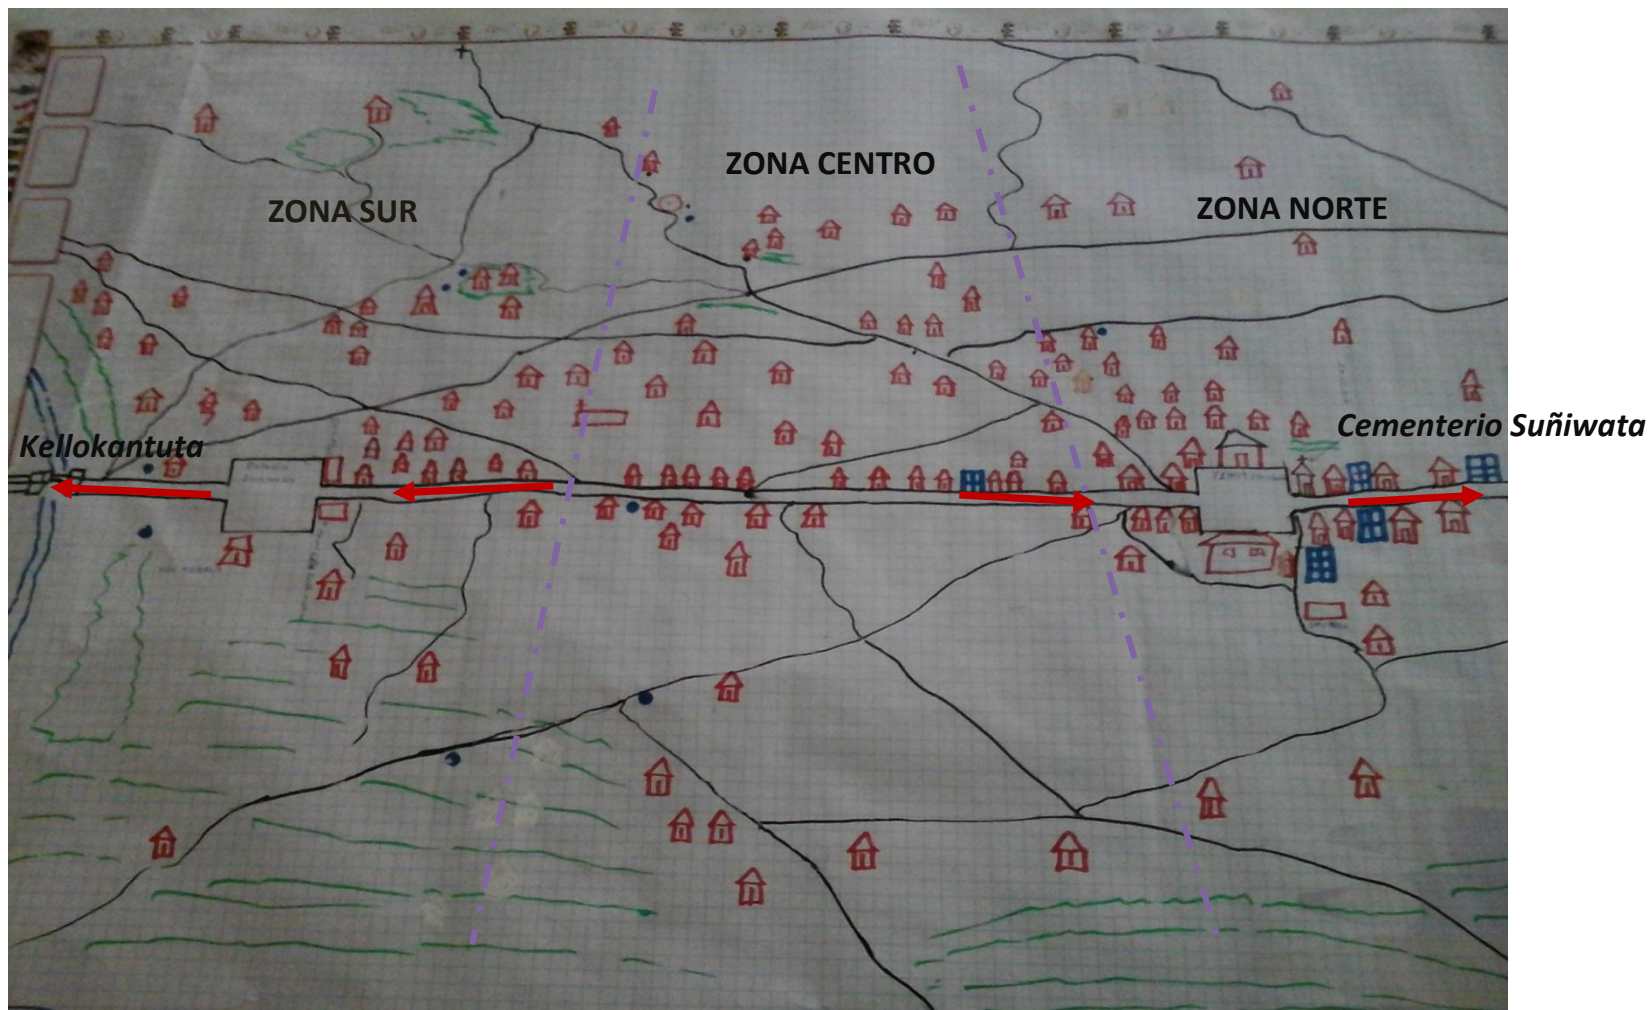 ZONA CENTRO
ZONA SUR
ZONA NORTE
Kellokantuta
Cementerio Suñiwata